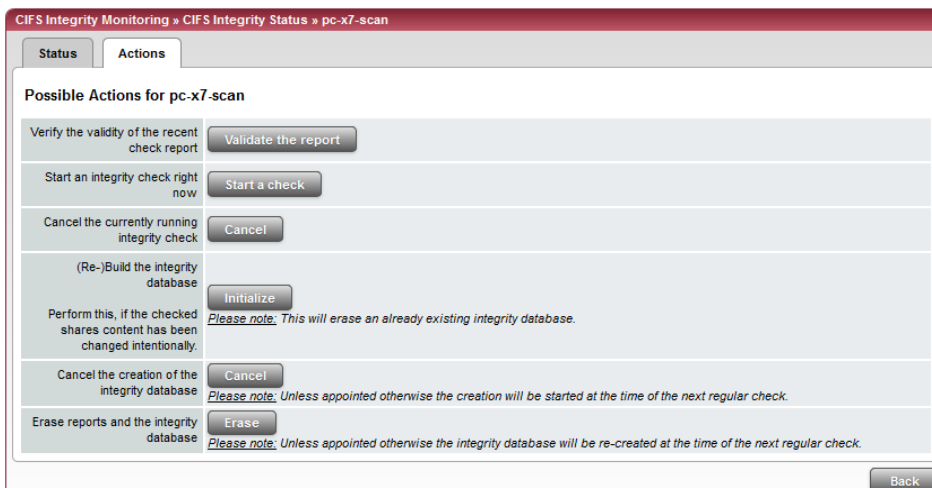 CIFS Integrity Monitoring » CIFS Integrity Status » pc-x7-scan
Status
Actions
Possible Actions for pc-x7-scan
Verify the validity of the recent
check report
Validate the report
Start an integrity check right
now
Start a check
Cancel the currently running
integrity check
Cancel
(Re-)Build the integrity
database
Perform this, if the checked
shares content has been
changed intentionally.
Initialize
Please note: This will erase an already existing integrity database.
Cancel the creation of the
integrity database
Cancel
Please note: Unless appointed otherwise the creation will be started at the time of the next regular check.
Erase reports and the integrity
database
Erase
Please note: Unless appointed otherwise the integrity database will be re-created at the time of the next regular check.
Back